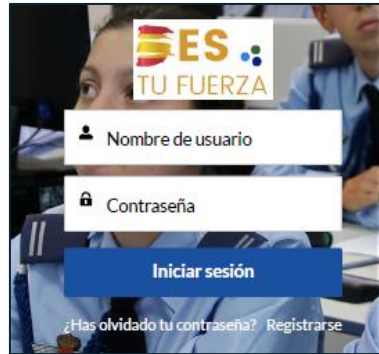 ES
TU FUERZA
Nombre de usuario
Contraseña
Iniciar sesión
¿Has olvidado tu contraseña? Registrarse